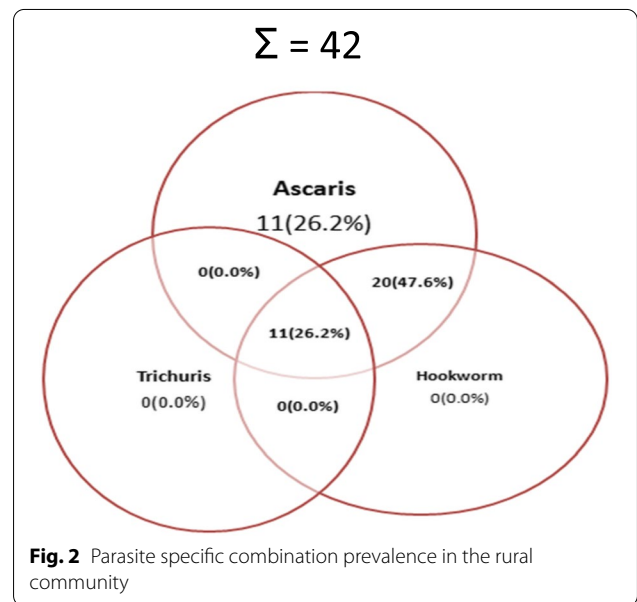 Σ = 42
Ascaris
11(26.2%)
0(0.0%)
20(47.6%)
11(26.2%)
Trichuris
0(0.0%)
Hookworm
0(0.0%)
0(0.0%)
Fig. 2 Parasite specific combination prevalence in the rural
community